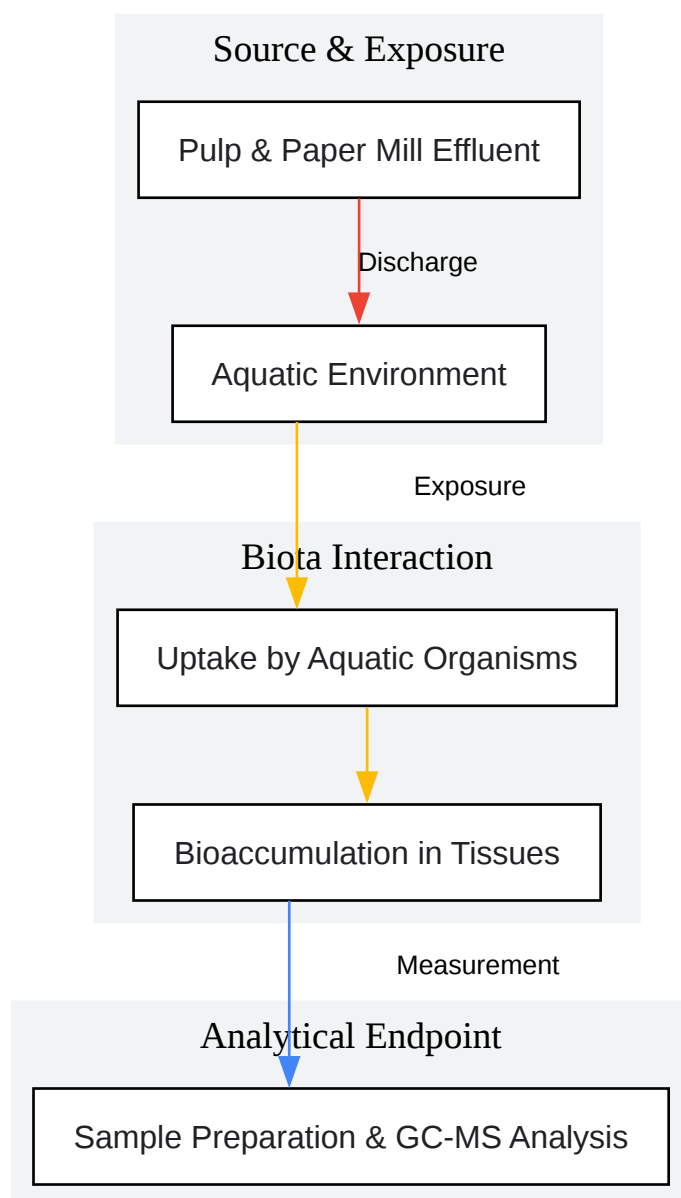 Source & Exposure
Pulp & Paper Mill Effluent
Discharge
Aquatic Environment
Exposure
Biota Interaction
Uptake by Aquatic Organisms
Bioaccumulation in Tissues
Measurement
Analytical Endpoint
Sample Preparation & GC-MS Analysis